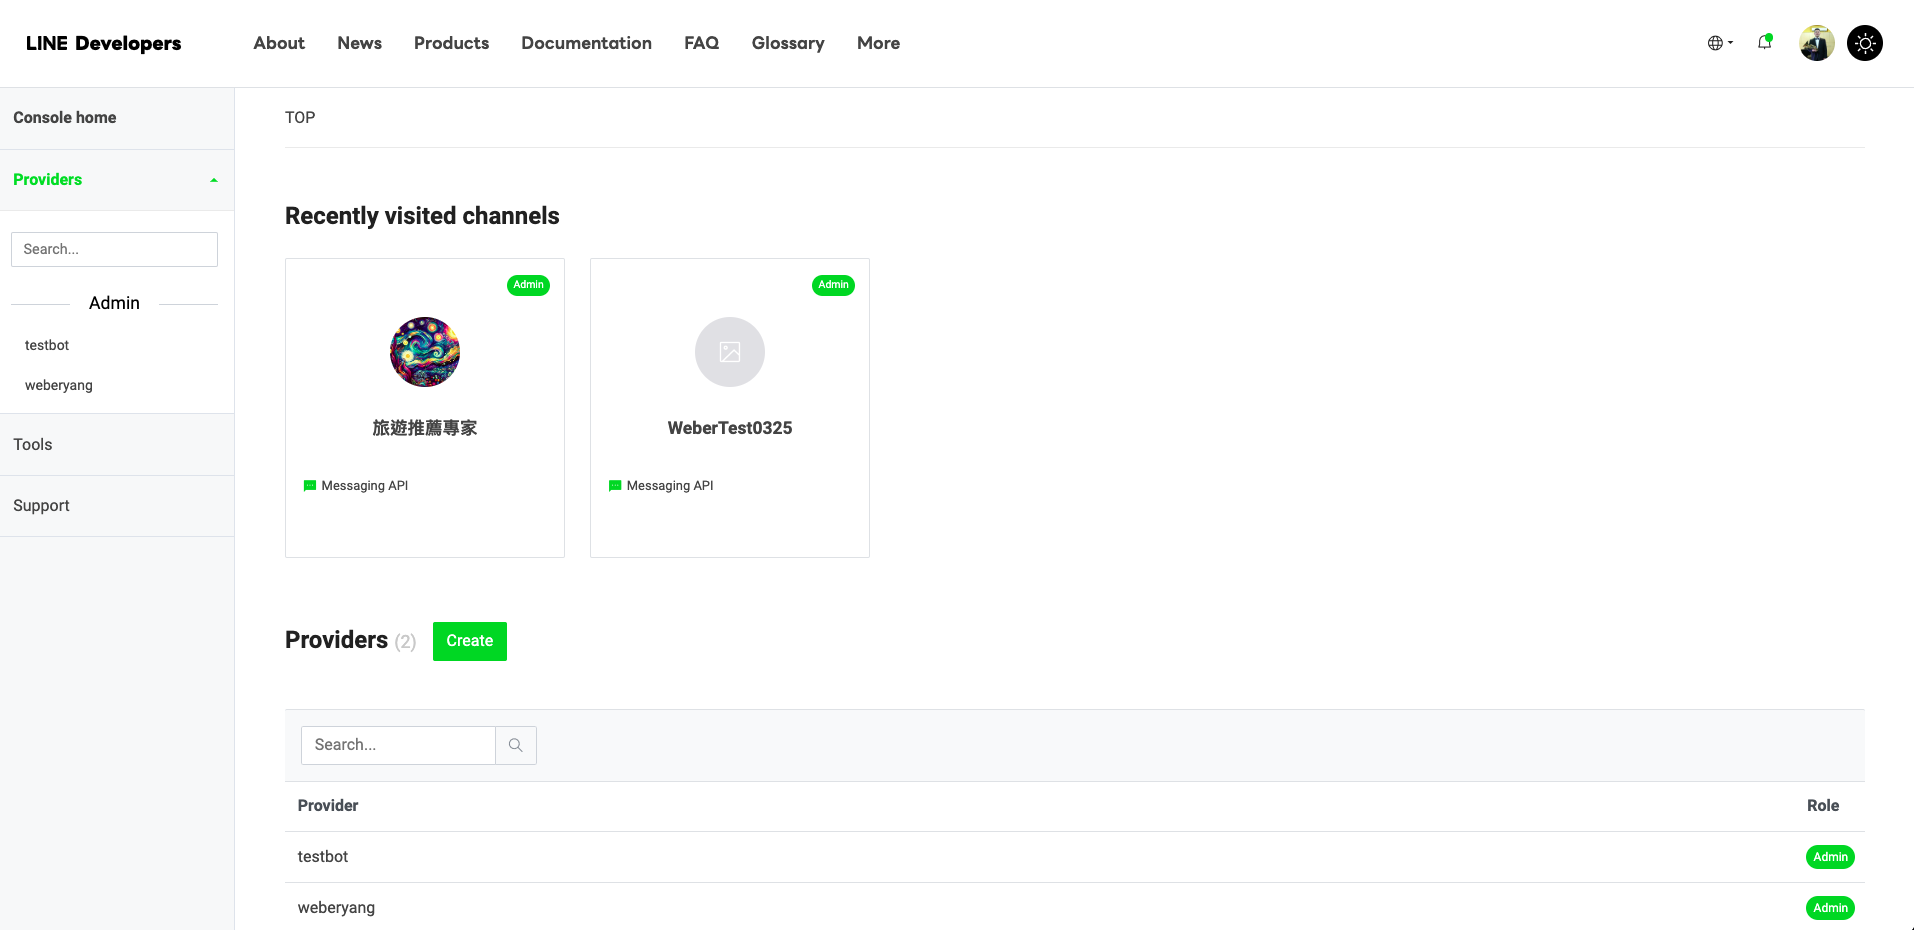 LINE Developers
About
News
Products
Documentation
FAQ
Glossary
More
Console home
Providers
Search...
Admin
testbot
weberyang
Tools
Support
TOP
Recently visited channels
Admin
旅遊推薦專家
Messaging API
Admin
WeberTest0325
Messaging API
Providers (2)
Create
Search...
Provider Role
testbot Admin
weberyang Admin